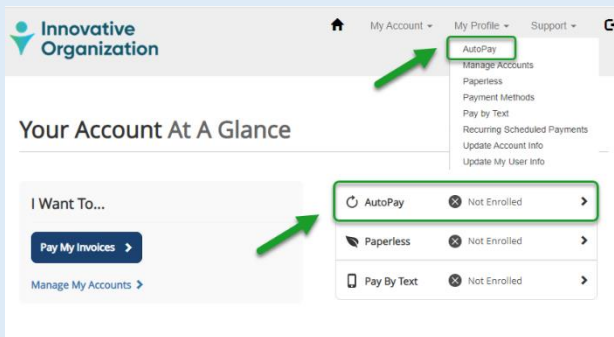 Innovative
Organization
My Account
My Profile
Support
AutoPay
Manage Accounts
Paperless
Payment Methods
Pay by Text
Recurring Scheduled Payments
Update Account Info
Update My User Info
Your Account At A Glance
I Want To...
Pay My Invoices
Manage My Accounts
AutoPay Not Enrolled
Paperless Not Enrolled
Pay By Text Not Enrolled